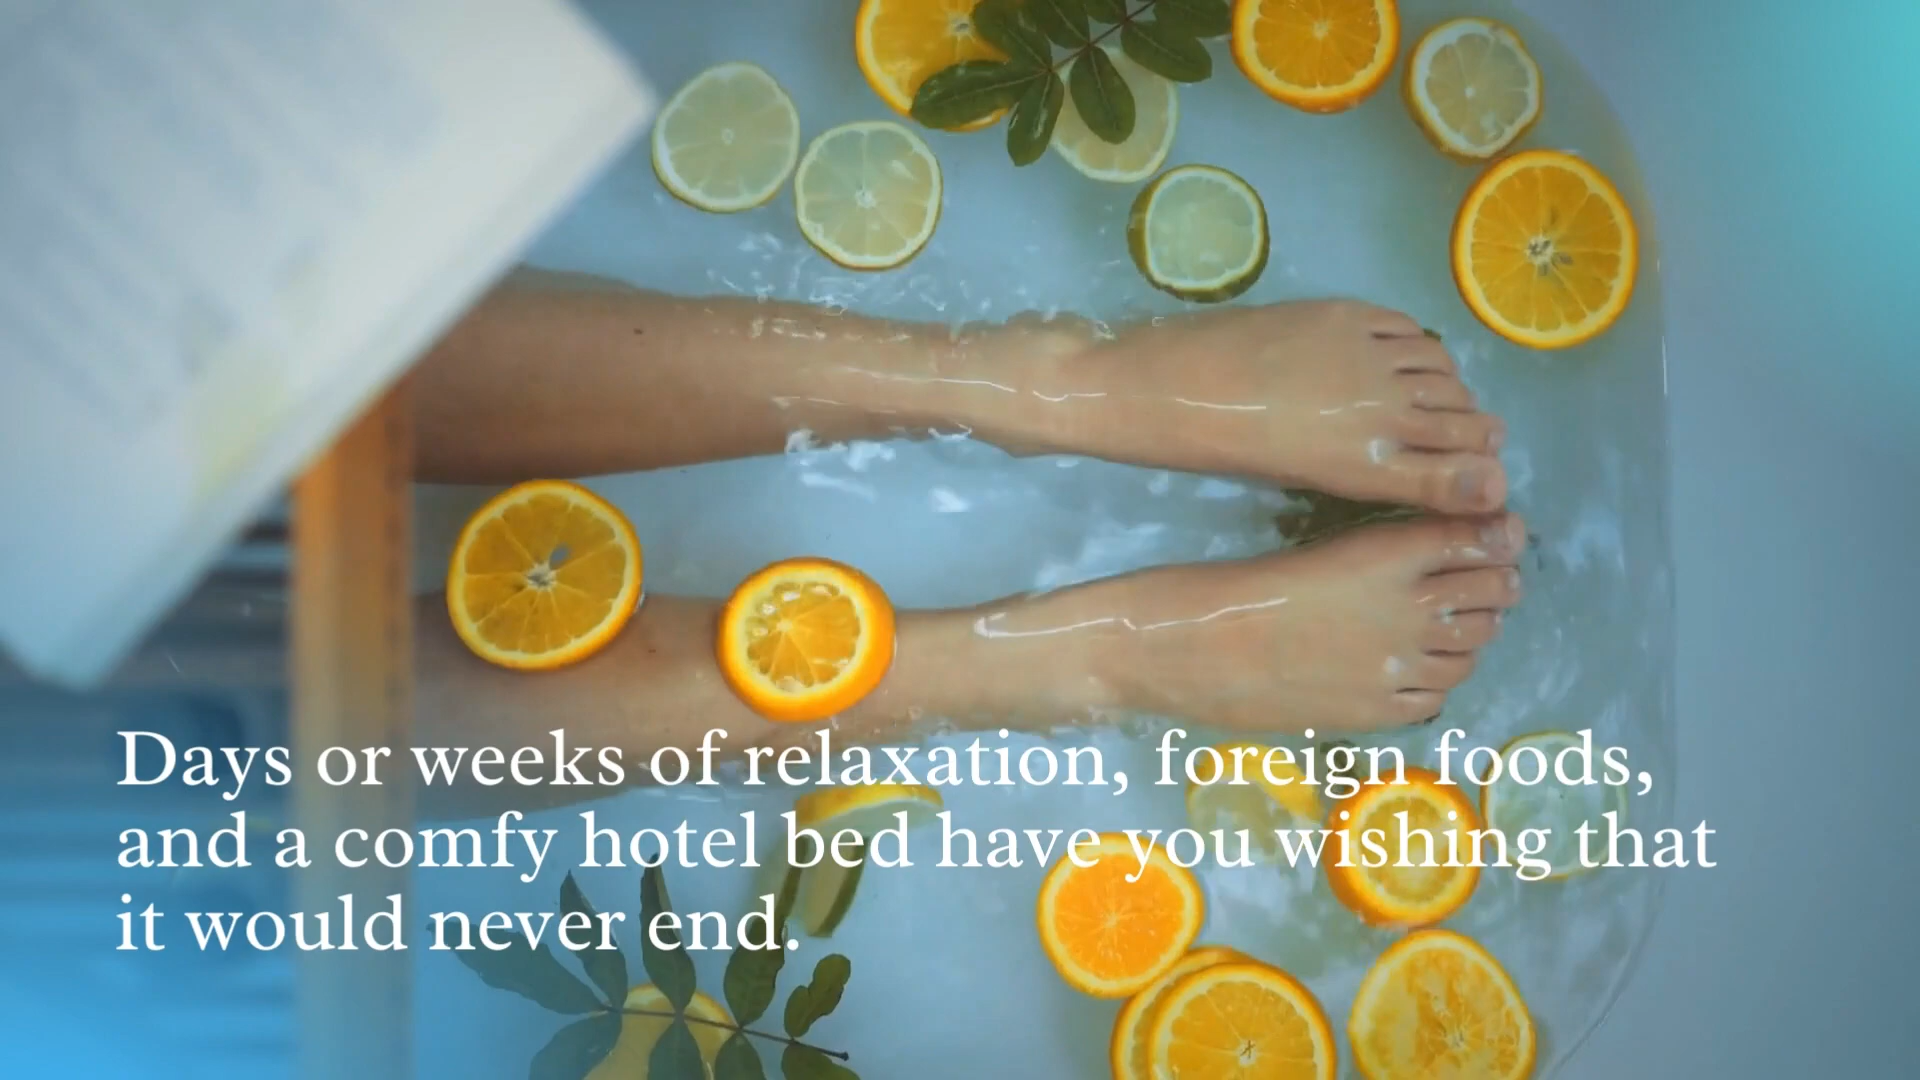 Days or weeks of relaxation, foreign foods,
and a comfy hotel bed have you wishing that
it would never end.